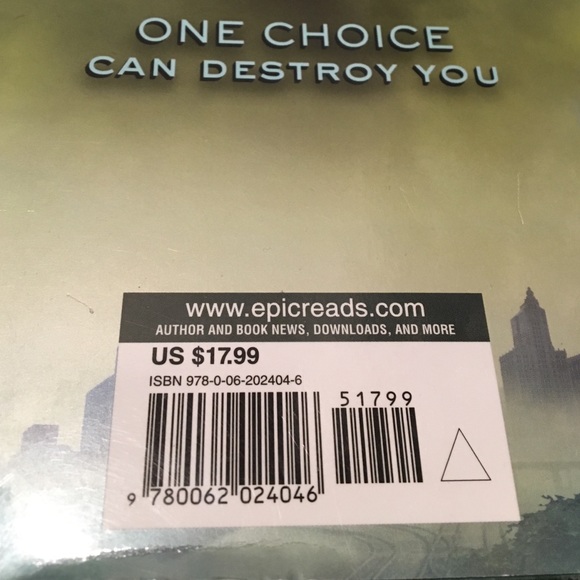 ONE CHOICE
CAN DESTROY YOU
www.epicreads.com
AUTHOR AND BOOK NEWS, DOWNLOADS, AND MORE
US $17.99
ISBN 978-0-06-202404-6
51799
9 780062 024046